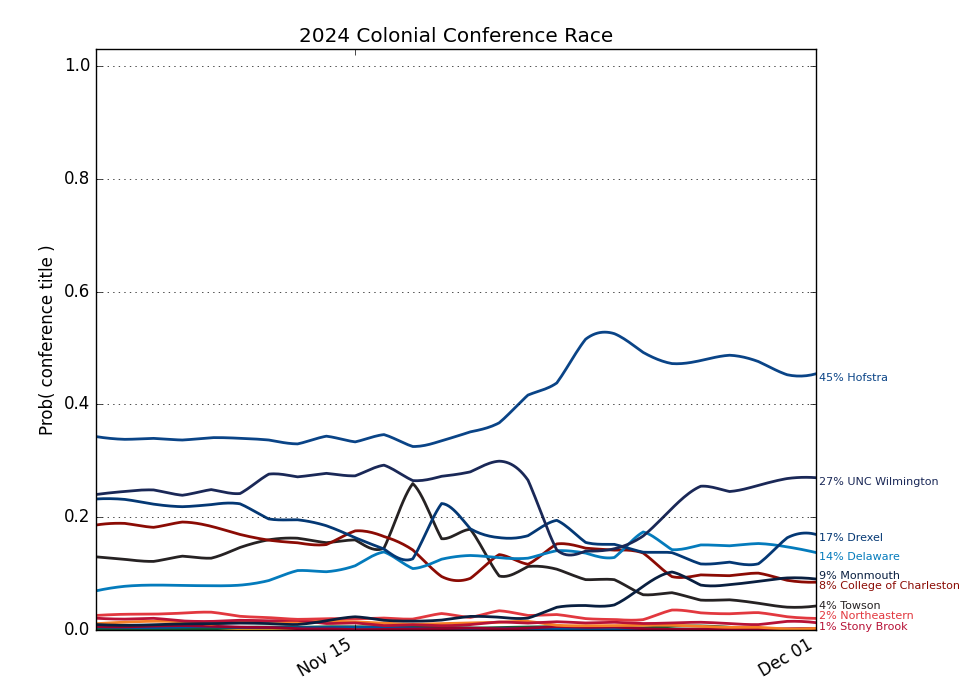 2024 Colonial Conference Race
Prob( conference title )
1.0
0.8
0.6
0.4
0.2
0.0
Nov 15
Dec 01
45% Hofstra
27% UNC Wilmington
17% Drexel
14% Delaware
9% Monmouth
8% College of Charleston
4% Towson
2% Northeastern
1% Stony Brook